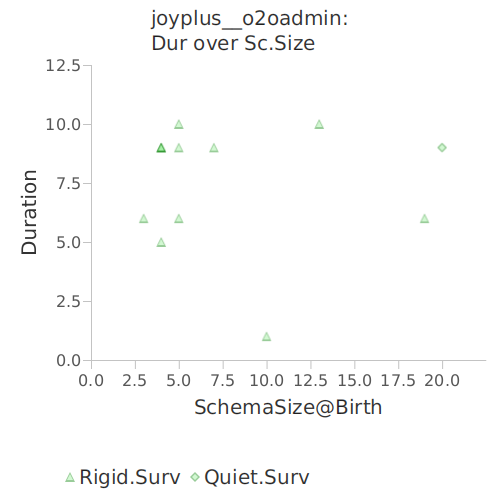 joyplus__o2oadmin:
Dur over Sc.Size
12.5
10.0
7.5
5.0
2.5
0.0
Duration
0.0 2.5 5.0 7.5 10.0 12.5 15.0 17.5 20.0
SchemaSize@Birth
Rigid.Surv Quiet.Surv